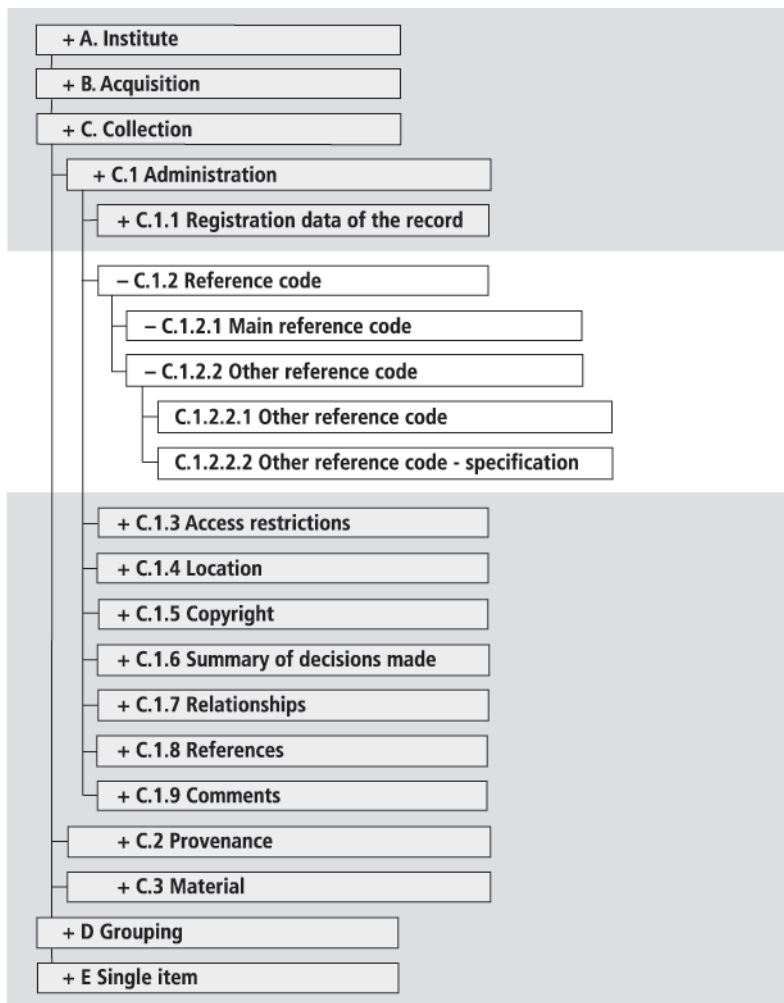 + A. Institute
+ B. Acquisition
+ C. Collection
+ C.1 Administration
+ C.1.1 Registration data of the record
– C.1.2 Reference code
– C.1.2.1 Main reference code
– C.1.2.2 Other reference code
C.1.2.2.1 Other reference code
C.1.2.2.2 Other reference code - specification
+ C.1.3 Access restrictions
+ C.1.4 Location
+ C.1.5 Copyright
+ C.1.6 Summary of decisions made
+ C.1.7 Relationships
+ C.1.8 References
+ C.1.9 Comments
+ C.2 Provenance
+ C.3 Material
+ D Grouping
+ E Single item